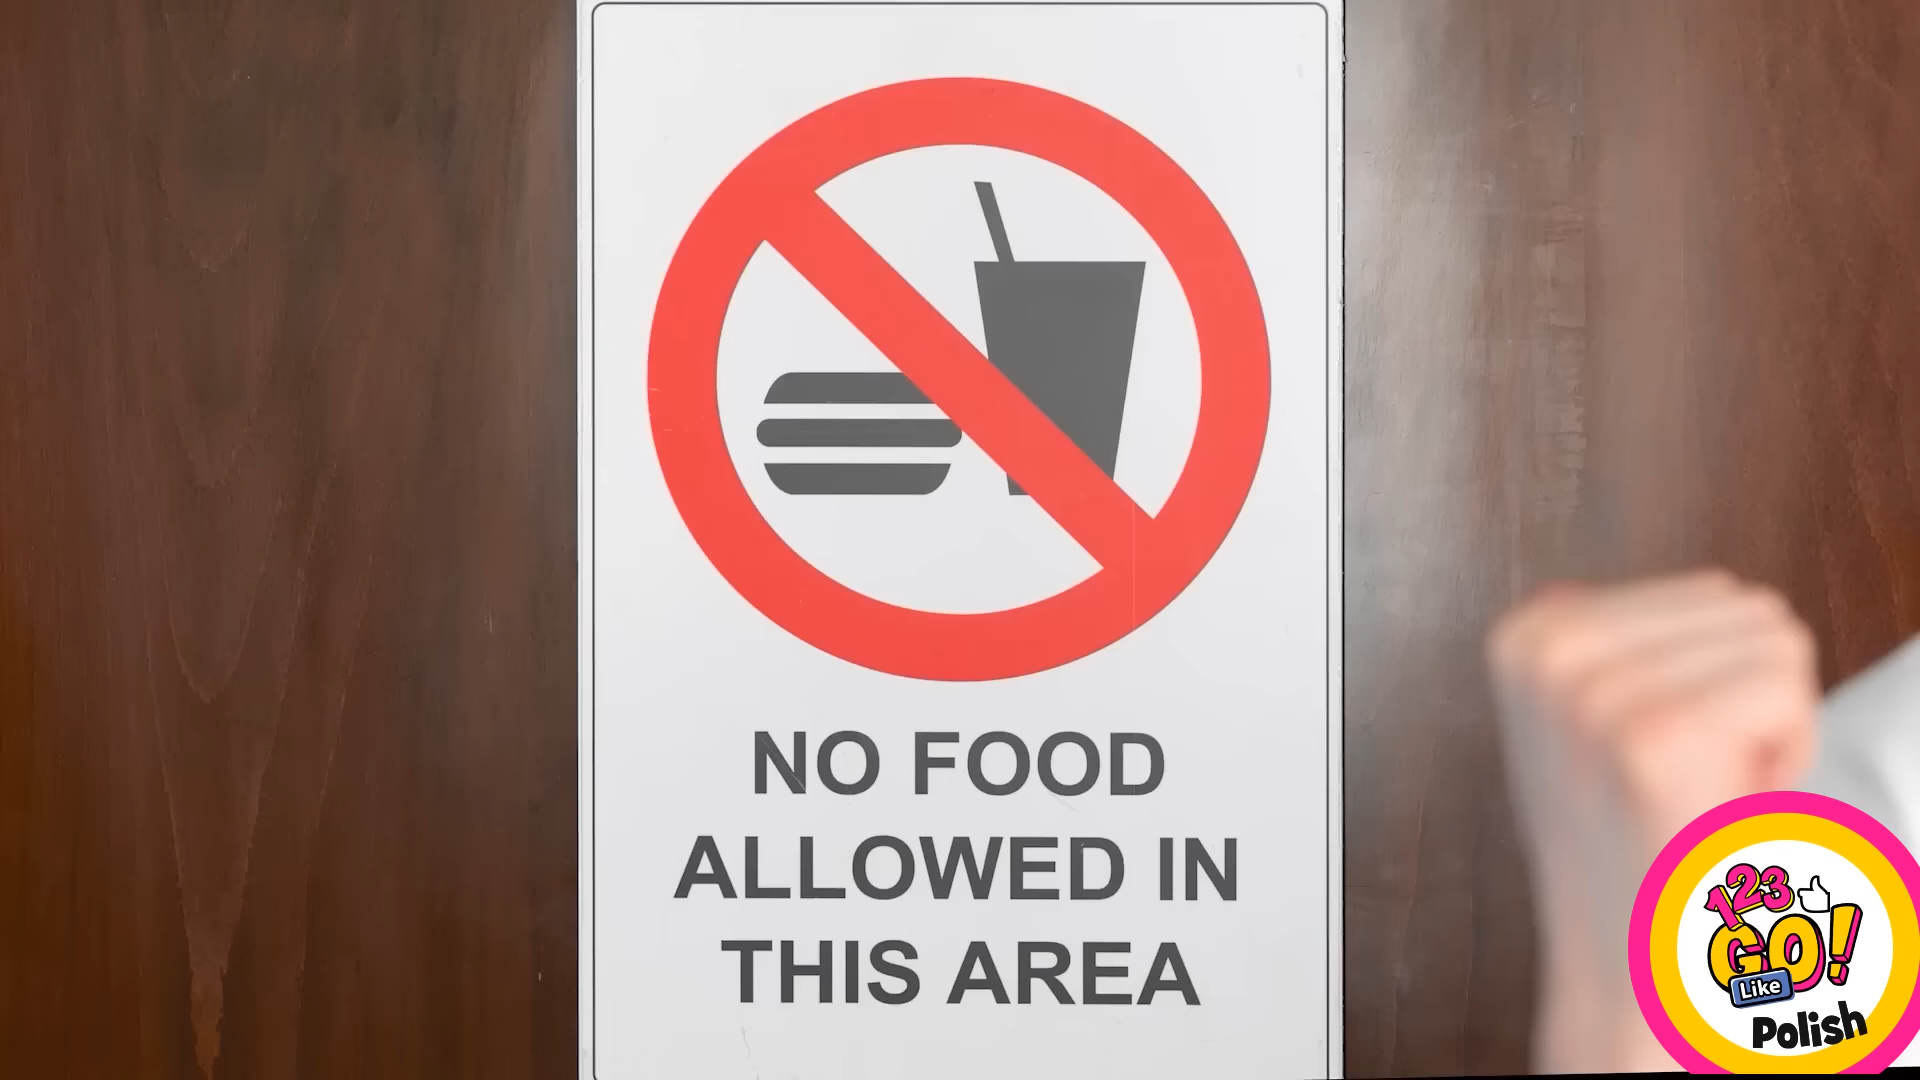 NO FOOD
ALLOWED IN
THIS AREA
123
GO!
Like
Polish